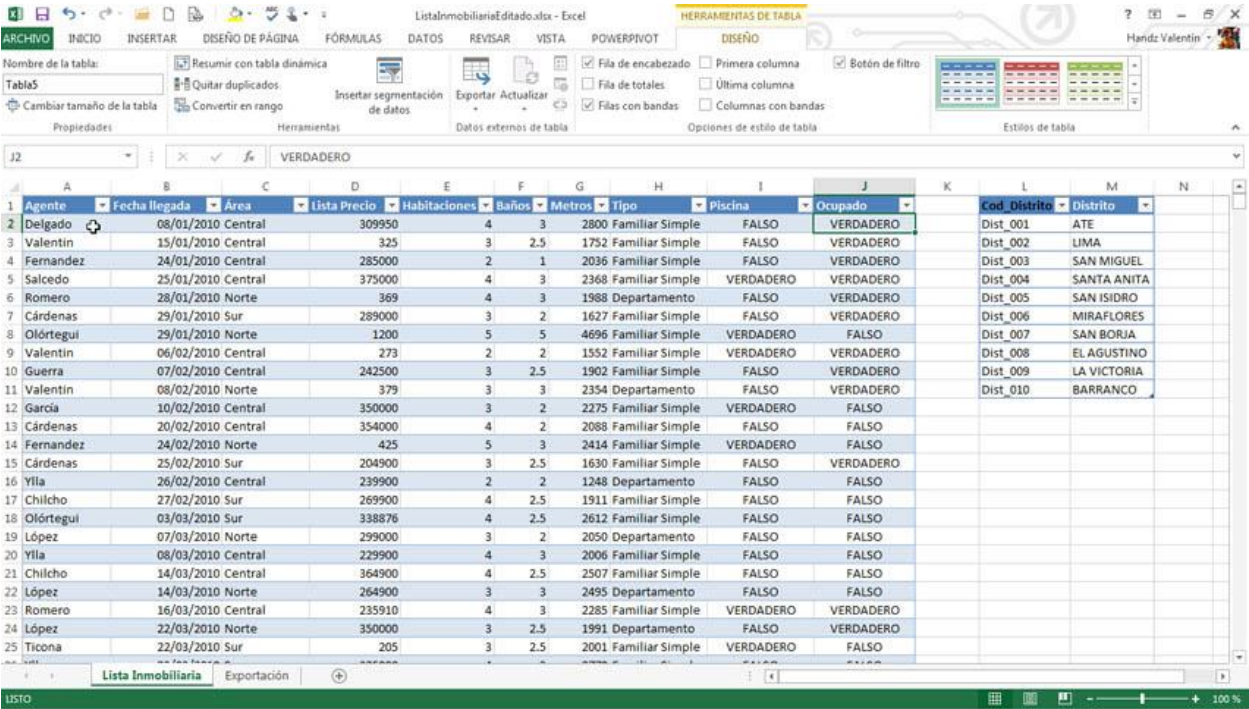 ListaInmobiliariaEditado.xlsx - Excel
HERRAMIENTAS DE TABLA
ARCHIVO INICIO INSERTAR DISEÑO DE PÁGINA FÓRMULAS DATOS REVISAR VISTA POWERPIVOT DISEÑO Handz Valentin
Nombre de la tabla:
Tabla5
Cambiar tamaño de la tabla
Propiedades
Resumir con tabla dinámica
Quitar duplicados
Convertir en rango
Insertar segmentación
de datos
Herramientas
Exportar Actualizar
Datos externos de tabla
Fila de encabezado Primera columna Botón de filtro
Fila de totales Última columna
Filas con bandas Columnas con bandas
Opciones de estilo de tabla
Estilos de tabla
J2 fx VERDADERO
A B C D E F G H I J K L M N
1 Agente Fecha llegada Área Lista Precio Habitaciones Baños Metros Tipo Piscina Ocupado Cod_Distrito Distrito
2 Delgado 08/01/2010 Central 309950 4 3 2800 Familiar Simple FALSO VERDADERO Dist_001 ATE
3 Valentin 15/01/2010 Central 325 3 2.5 1752 Familiar Simple FALSO VERDADERO Dist_002 LIMA
4 Fernandez 24/01/2010 Central 285000 2 1 2036 Familiar Simple FALSO VERDADERO Dist_003 SAN MIGUEL
5 Salcedo 25/01/2010 Central 375000 4 3 2368 Familiar Simple VERDADERO VERDADERO Dist_004 SANTA ANITA
6 Romero 28/01/2010 Norte 369 4 3 1988 Departamento FALSO VERDADERO Dist_005 SAN ISIDRO
7 Cárdenas 29/01/2010 Sur 289000 3 2 1627 Familiar Simple FALSO VERDADERO Dist_006 MIRAFLORES
8 Olórtegui 29/01/2010 Norte 1200 5 5 4696 Familiar Simple VERDADERO FALSO Dist_007 SAN BORJA
9 Valentin 06/02/2010 Central 273 2 2 1552 Familiar Simple VERDADERO VERDADERO Dist_008 EL AGUSTINO
10 Guerra 07/02/2010 Central 242500 3 2.5 1902 Familiar Simple FALSO VERDADERO Dist_009 LA VICTORIA
11 Valentin 08/02/2010 Norte 379 3 3 2354 Departamento FALSO VERDADERO Dist_010 BARRANCO
12 García 10/02/2010 Central 350000 3 2 2275 Familiar Simple VERDADERO FALSO
13 Cárdenas 20/02/2010 Central 354000 4 2 2088 Familiar Simple FALSO FALSO
14 Fernandez 24/02/2010 Norte 425 5 3 2414 Familiar Simple VERDADERO FALSO
15 Cárdenas 25/02/2010 Sur 204900 3 2.5 1630 Familiar Simple FALSO VERDADERO
16 Ylla 26/02/2010 Central 239900 2 2 1248 Departamento FALSO FALSO
17 Chilcho 27/02/2010 Sur 269900 4 2.5 1911 Familiar Simple FALSO FALSO
18 Olórtegui 03/03/2010 Sur 338876 4 2.5 2612 Familiar Simple FALSO FALSO
19 López 07/03/2010 Norte 299000 3 2 2050 Departamento FALSO FALSO
20 Ylla 08/03/2010 Central 229900 4 3 2006 Familiar Simple FALSO FALSO
21 Chilcho 14/03/2010 Central 364900 4 2.5 2507 Familiar Simple FALSO FALSO
22 López 14/03/2010 Norte 264900 3 3 2495 Departamento FALSO FALSO
23 Romero 16/03/2010 Central 235910 4 3 2285 Familiar Simple VERDADERO VERDADERO
24 López 22/03/2010 Norte 350000 3 2.5 1991 Departamento FALSO VERDADERO
25 Ticona 22/03/2010 Sur 205 3 2.5 2001 Familiar Simple VERDADERO FALSO
Lista Inmobiliaria Exportación
LISTO 100 %